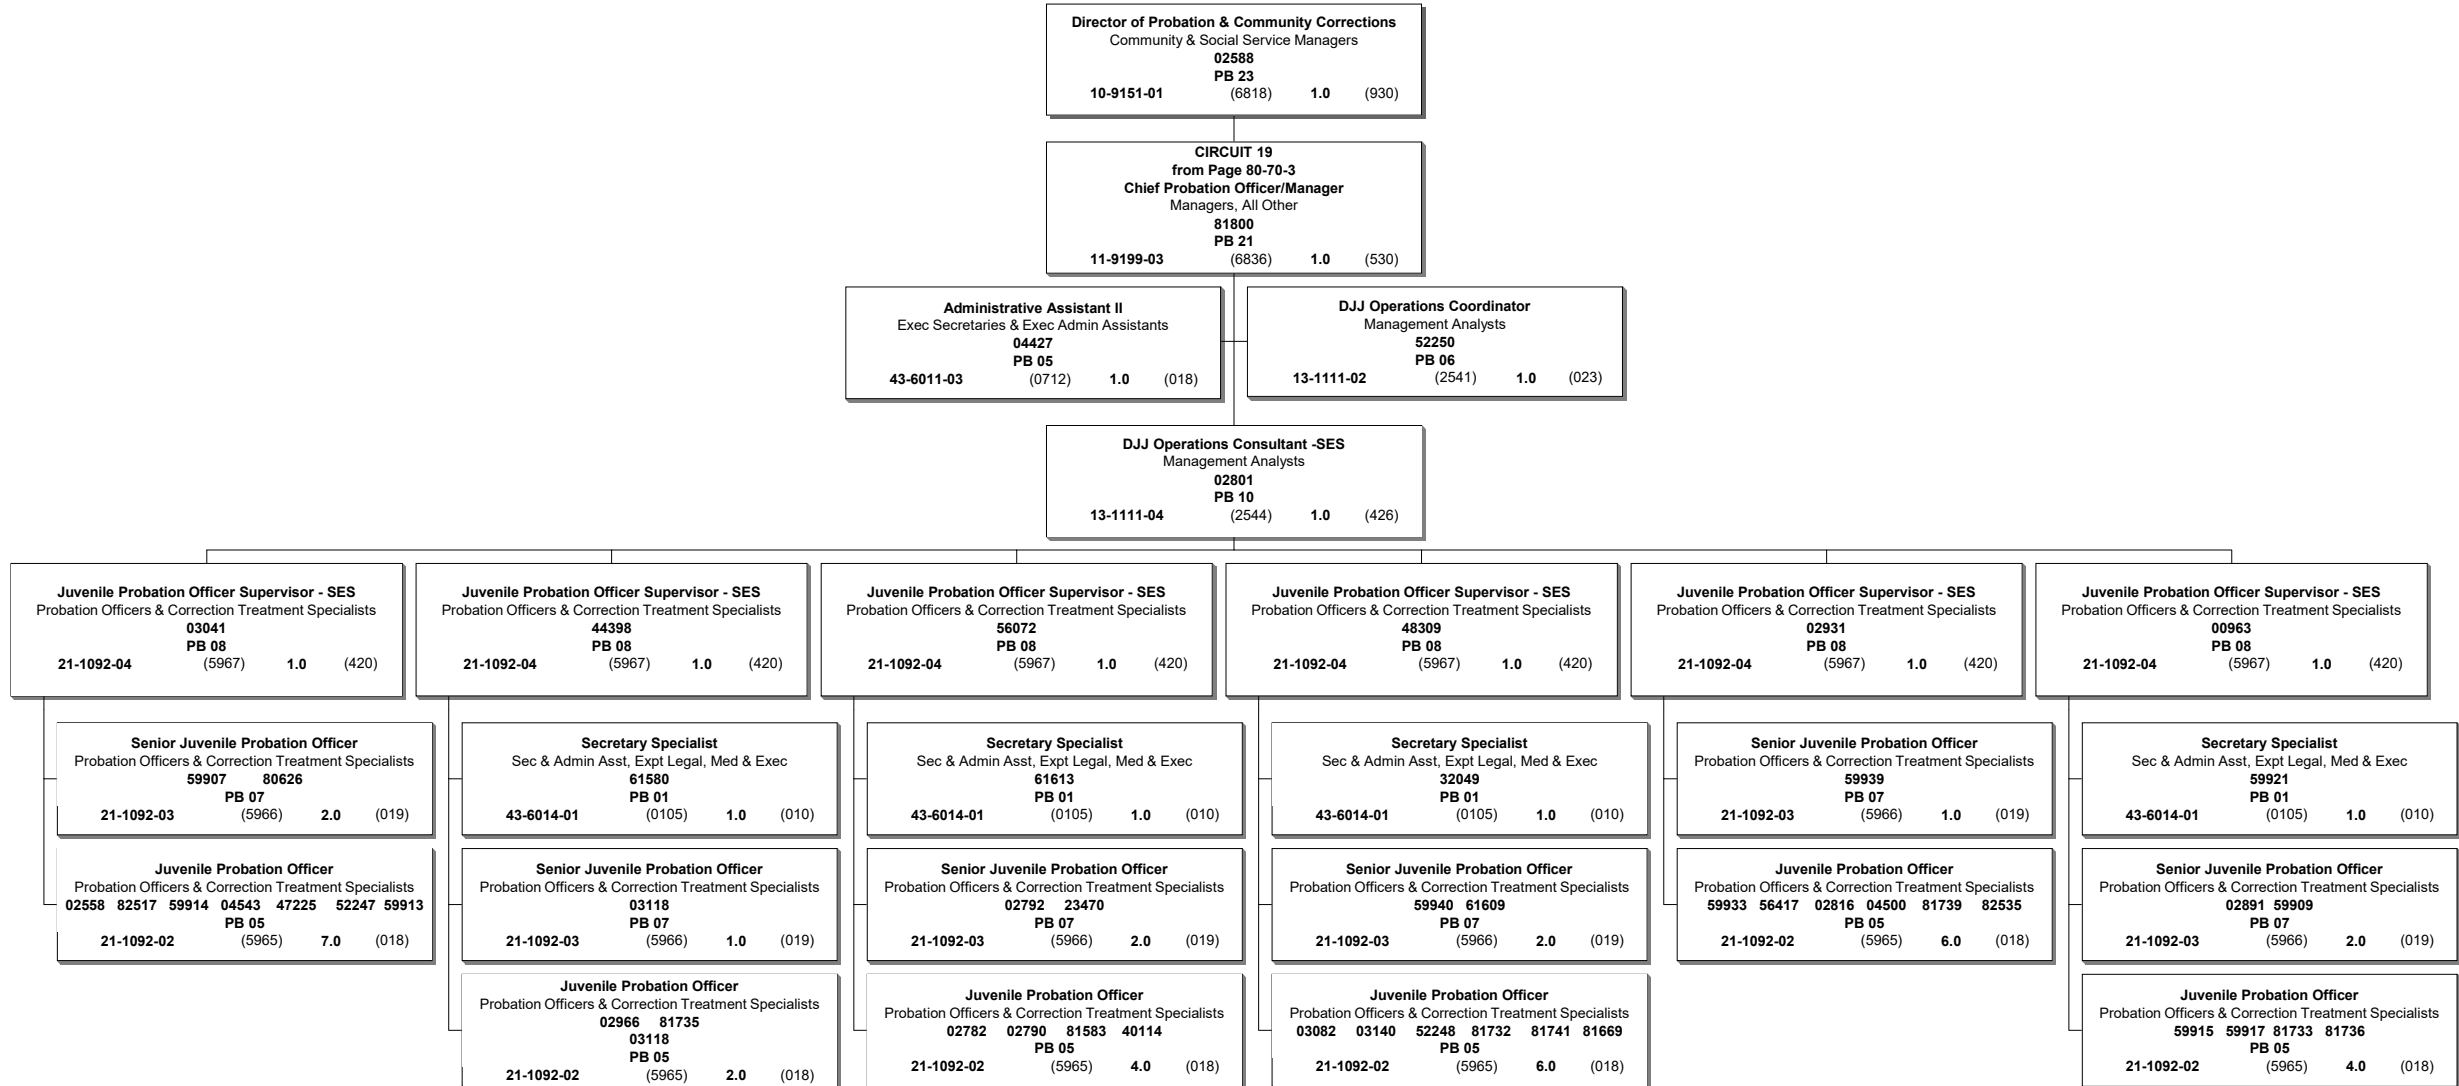 Director of Probation & Community Corrections
Community & Social Service Managers
02588
PB 23
10-9151-01 (6818) 1.0 (930)
CIRCUIT 19
from Page 80-70-3
Chief Probation Officer/Manager
Managers, All Other
81800
PB 21
11-9199-03 (6836) 1.0 (530)
Administrative Assistant II
Exec Secretaries & Exec Admin Assistants
04427
PB 05
43-6011-03 (0712) 1.0 (018)
DJJ Operations Coordinator
Management Analysts
52250
PB 06
13-1111-02 (2541) 1.0 (023)
DJJ Operations Consultant -SES
Management Analysts
02801
PB 10
13-1111-04 (2544) 1.0 (426)
Juvenile Probation Officer Supervisor - SES
Probation Officers & Correction Treatment Specialists
03041
PB 08
21-1092-04 (5967) 1.0 (420)
Senior Juvenile Probation Officer
Probation Officers & Correction Treatment Specialists
59907 80626
PB 07
21-1092-03 (5966) 2.0 (019)
Juvenile Probation Officer
Probation Officers & Correction Treatment Specialists
02558 82517 59914 04543 47225 52247 59913
PB 05
21-1092-02 (5965) 7.0 (018)
Juvenile Probation Officer Supervisor - SES
Probation Officers & Correction Treatment Specialists
44398
PB 08
21-1092-04 (5967) 1.0 (420)
Secretary Specialist
Sec & Admin Asst, Expt Legal, Med & Exec
61580
PB 01
43-6014-01 (0105) 1.0 (010)
Senior Juvenile Probation Officer
Probation Officers & Correction Treatment Specialists
03118
PB 07
21-1092-03 (5966) 1.0 (019)
Juvenile Probation Officer
Probation Officers & Correction Treatment Specialists
02966 81735
03118
PB 05
21-1092-02 (5965) 2.0 (018)
Juvenile Probation Officer Supervisor - SES
Probation Officers & Correction Treatment Specialists
56072
PB 08
21-1092-04 (5967) 1.0 (420)
Secretary Specialist
Sec & Admin Asst, Expt Legal, Med & Exec
61613
PB 01
43-6014-01 (0105) 1.0 (010)
Senior Juvenile Probation Officer
Probation Officers & Correction Treatment Specialists
02792 23470
PB 07
21-1092-03 (5966) 2.0 (019)
Juvenile Probation Officer
Probation Officers & Correction Treatment Specialists
02782 02790 81583 40114
PB 05
21-1092-02 (5965) 4.0 (018)
Juvenile Probation Officer Supervisor - SES
Probation Officers & Correction Treatment Specialists
48309
PB 08
21-1092-04 (5967) 1.0 (420)
Secretary Specialist
Sec & Admin Asst, Expt Legal, Med & Exec
32049
PB 01
43-6014-01 (0105) 1.0 (010)
Senior Juvenile Probation Officer
Probation Officers & Correction Treatment Specialists
59940 61609
PB 07
21-1092-03 (5966) 2.0 (019)
Juvenile Probation Officer
Probation Officers & Correction Treatment Specialists
03082 03140 52248 81732 81741 81669
PB 05
21-1092-02 (5965) 6.0 (018)
Juvenile Probation Officer Supervisor - SES
Probation Officers & Correction Treatment Specialists
02931
PB 08
21-1092-04 (5967) 1.0 (420)
Senior Juvenile Probation Officer
Probation Officers & Correction Treatment Specialists
59939
PB 07
21-1092-03 (5966) 1.0 (019)
Juvenile Probation Officer
Probation Officers & Correction Treatment Specialists
59933 56417 02816 04500 81739 82535
PB 05
21-1092-02 (5965) 6.0 (018)
Juvenile Probation Officer Supervisor - SES
Probation Officers & Correction Treatment Specialists
00963
PB 08
21-1092-04 (5967) 1.0 (420)
Secretary Specialist
Sec & Admin Asst, Expt Legal, Med & Exec
59921
PB 01
43-6014-01 (0105) 1.0 (010)
Senior Juvenile Probation Officer
Probation Officers & Correction Treatment Specialists
02891 59909
PB 07
21-1092-03 (5966) 2.0 (019)
Juvenile Probation Officer
Probation Officers & Correction Treatment Specialists
59915 59917 81733 81736
PB 05
21-1092-02 (5965) 4.0 (018)